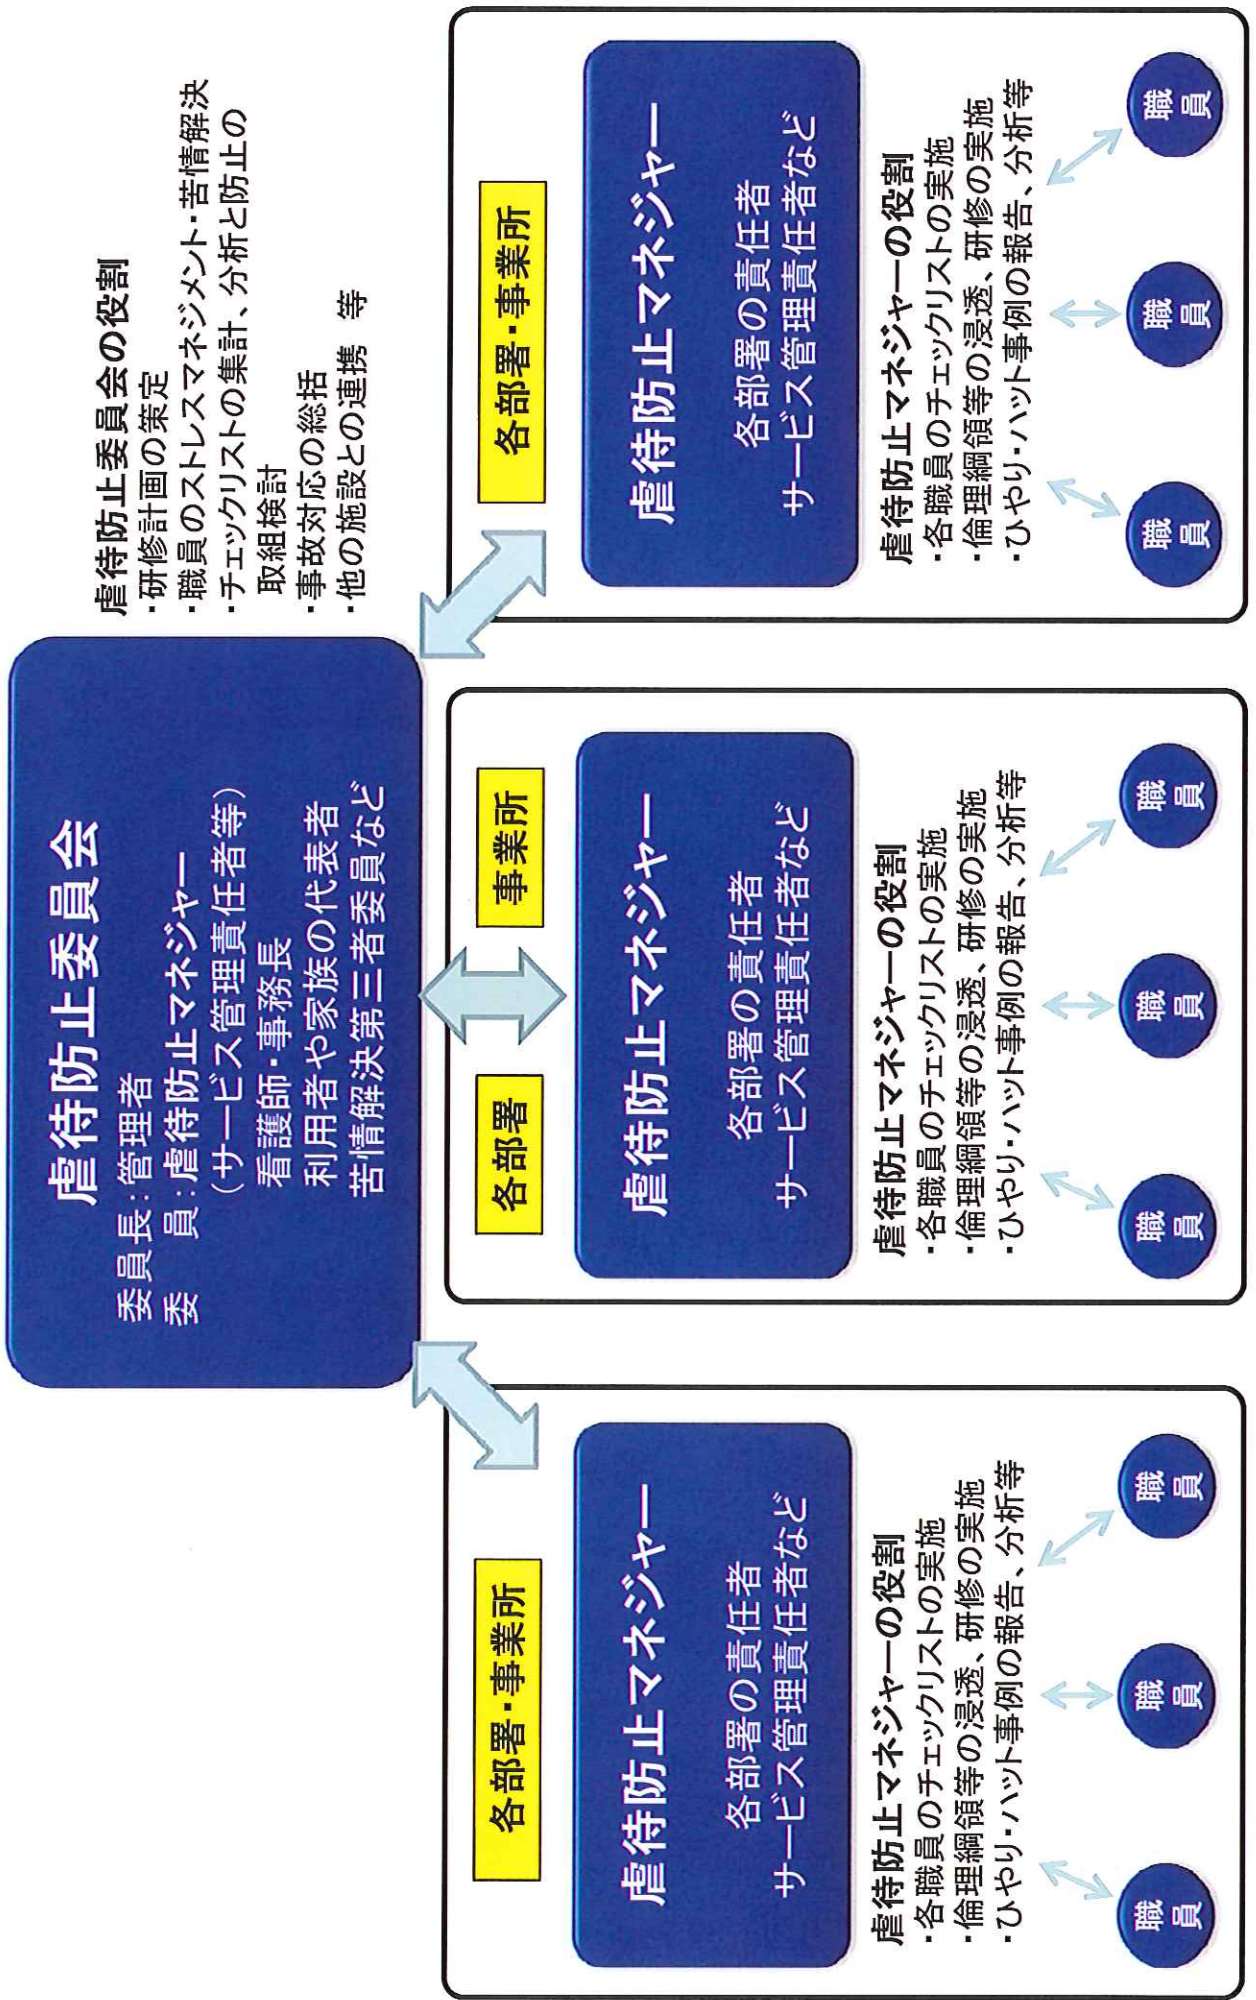 虐待防止委員会
委員長：管理者
委　員：虐待防止マネジャー
（サービス管理責任者等）
看護師・事務長
利用者や家族の代表者
苦情解決第三者委員など
虐待防止委員会の役割
・研修計画の策定
・職員のストレスマネジメント・苦情解決
・チェックリストの集計、分析と防止の
取組検討
・事故対応の総括
・他の施設との連携　等
各部署・事業所
虐待防止マネジャー
各部署の責任者
サービス管理責任者など
虐待防止マネジャーの役割
・各職員のチェックリストの実施
・倫理綱領等の浸透、研修の実施
・ひやり・ハット事例の報告、分析等
職員
職員
職員
各部署
事業所
虐待防止マネジャー
各部署の責任者
サービス管理責任者など
虐待防止マネジャーの役割
・各職員のチェックリストの実施
・倫理綱領等の浸透、研修の実施
・ひやり・ハット事例の報告、分析等
職員
職員
職員
各部署・事業所
虐待防止マネジャー
各部署の責任者
サービス管理責任者など
虐待防止マネジャーの役割
・各職員のチェックリストの実施
・倫理綱領等の浸透、研修の実施
・ひやり・ハット事例の報告、分析等
職員
職員
職員